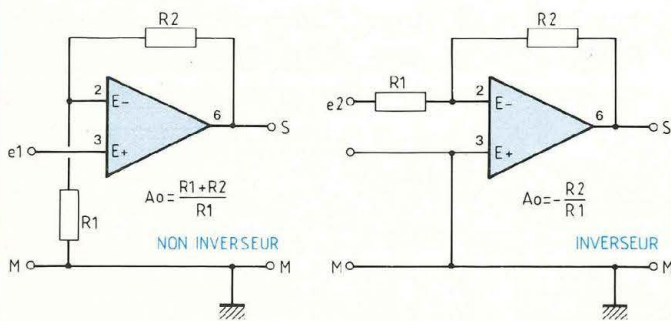 R2
2
E-
6
S
e1
3
E+
Ao = R1+R2
R1
R1
NON INVERSEUR
M
M
R2
R1
e2
2
E-
6
S
3
E+
Ao = - R2
R1
INVERSEUR
M
M